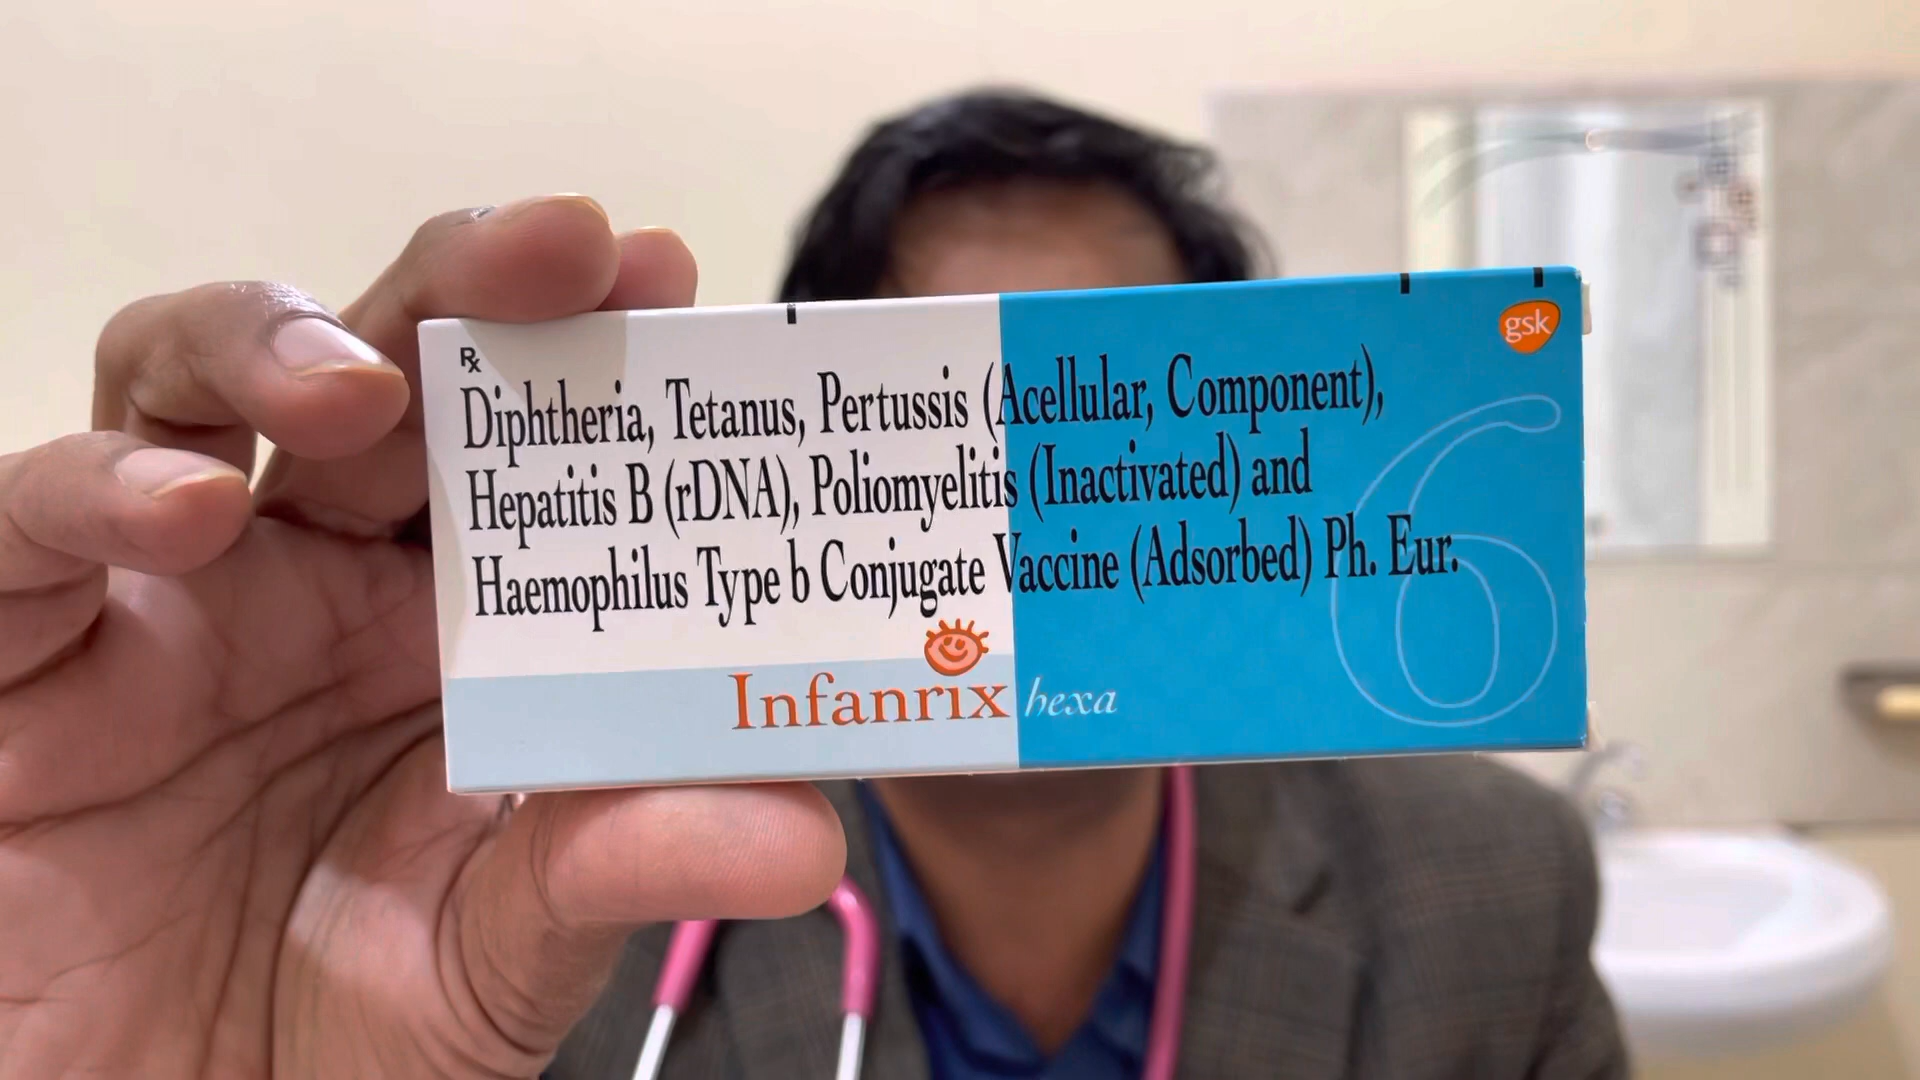 Rx
gsk
Diphtheria, Tetanus, Pertussis (Acellular, Component),
Hepatitis B (rDNA), Poliomyelitis (Inactivated) and
Haemophilus Type b Conjugate Vaccine (Adsorbed) Ph. Eur.
6
Infanrix hexa